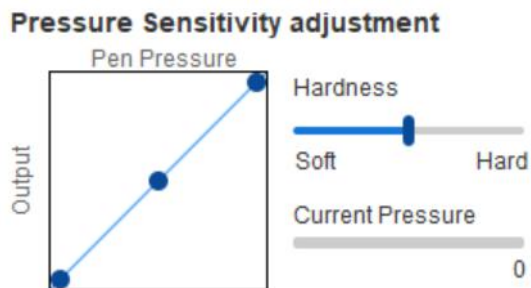 Pressure Sensitivity adjustment
Pen Pressure
Output
Hardness
Soft Hard
Current Pressure
0